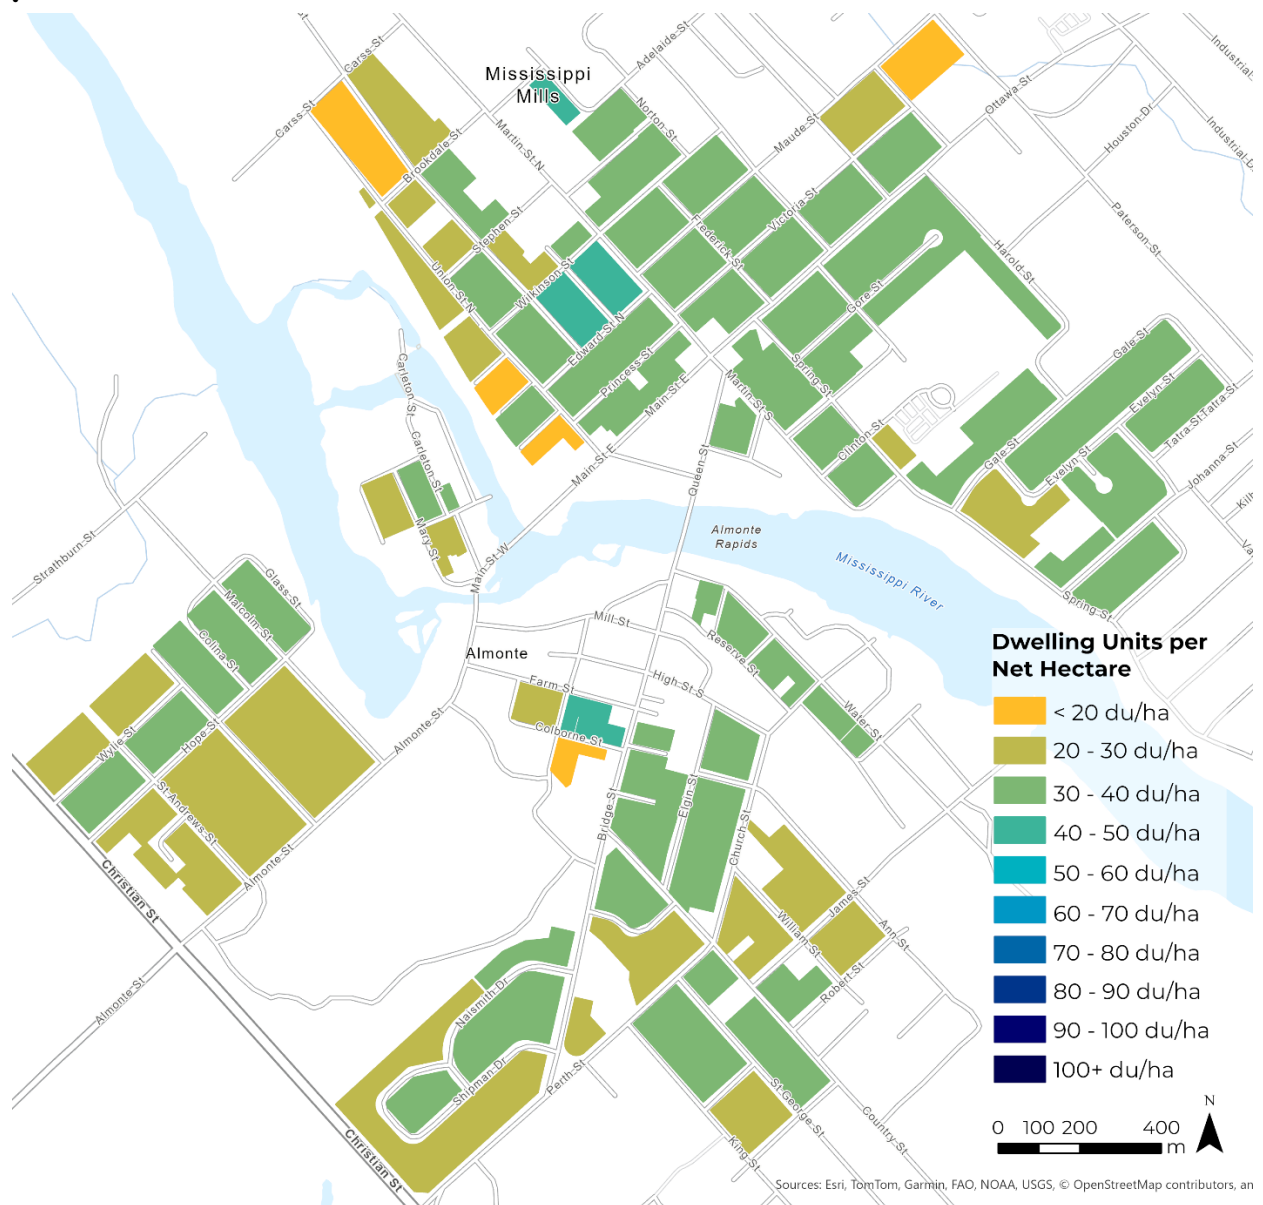 Carss St
Carss St
Mississippi
Mills
Adelaide St
Norton St
Martin St N
Brookdale St
Stephen St
Union St N
Wilkinson St
Edward St N
Princess St
Main St E
Main St E
Frederick St
Victoria St
Maude St
Ottawa St
Houston Dr
Industrial
Industrial D
Paterson St
Harold St
Gore St
Spring St
Martin St S
Clinton St
Gale St
Gale St
Evelyn St
Evelyn St
Tatra St
Tatra St
Johanna St
Spring St
Queen St
Carleton St
Carleton St
Mary St
Main St W
Strathburn St
Almonte
Rapids
Mississippi River
Glass St
Malcolm St
Colina St
Hope St
Wylie St
St Andrews St
Almonte St
Almonte St
Almonte St
Christian St
Christian St
Almonte
Mill St
High St S
Farm St
Colborne St
Reserve St
Water St
Bridge St
Elgin St
Church St
William St
James St
Ann St
Robert St
Naismith Dr
Shipman Dr
Perth St
St George St
Country St
King St
Dwelling Units per
Net Hectare
< 20 du/ha
20 - 30 du/ha
30 - 40 du/ha
40 - 50 du/ha
50 - 60 du/ha
60 - 70 du/ha
70 - 80 du/ha
80 - 90 du/ha
90 - 100 du/ha
100+ du/ha
N
0 100 200 400
m
Sources: Esri, TomTom, Garmin, FAO, NOAA, USGS, © OpenStreetMap contributors, an